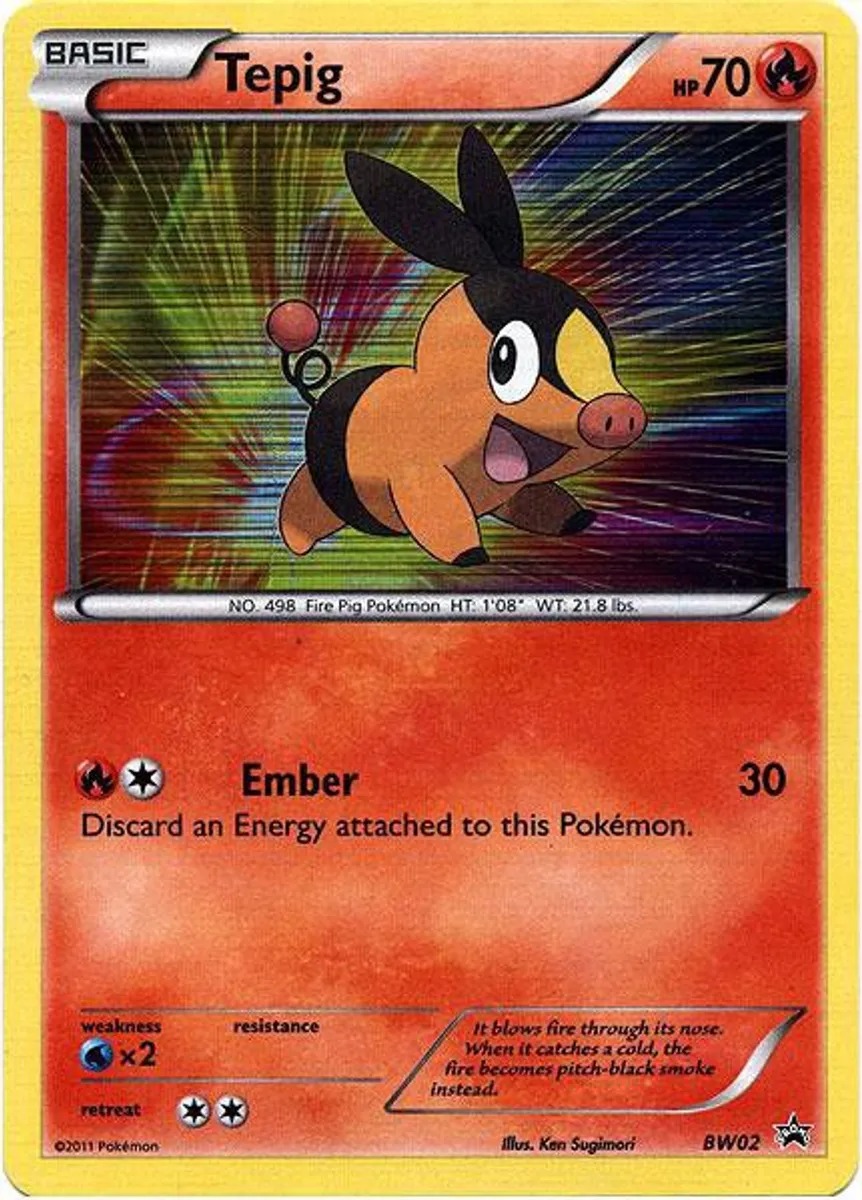 BASIC
Tepig
HP70
NO. 498 Fire Pig Pokémon HT: 1'08" WT: 21.8 lbs.
Ember 30
Discard an Energy attached to this Pokémon.
weakness resistance
×2
It blows fire through its nose.
When it catches a cold, the
fire becomes pitch-black smoke
instead.
retreat
©2011 Pokémon Illus. Ken Sugimori BW02
PROMO